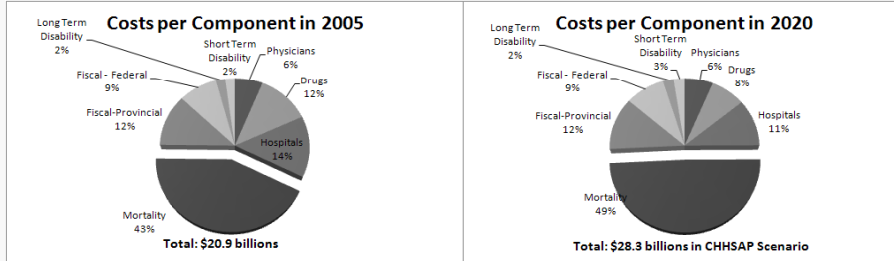 Costs per Component in 2005
Long Term
Disability
2%
Short Term
Disability
2%
Physicians
6%
Drugs
12%
Fiscal - Federal
9%
Fiscal-Provincial
12%
Hospitals
14%
Mortality
43%
Total: $20.9 billions
Costs per Component in 2020
Long Term
Disability
2%
Short Term
Disability
3%
Physicians
6%
Drugs
8%
Fiscal - Federal
9%
Fiscal-Provincial
12%
Hospitals
11%
Mortality
49%
Total: $28.3 billions in CHHSAP Scenario